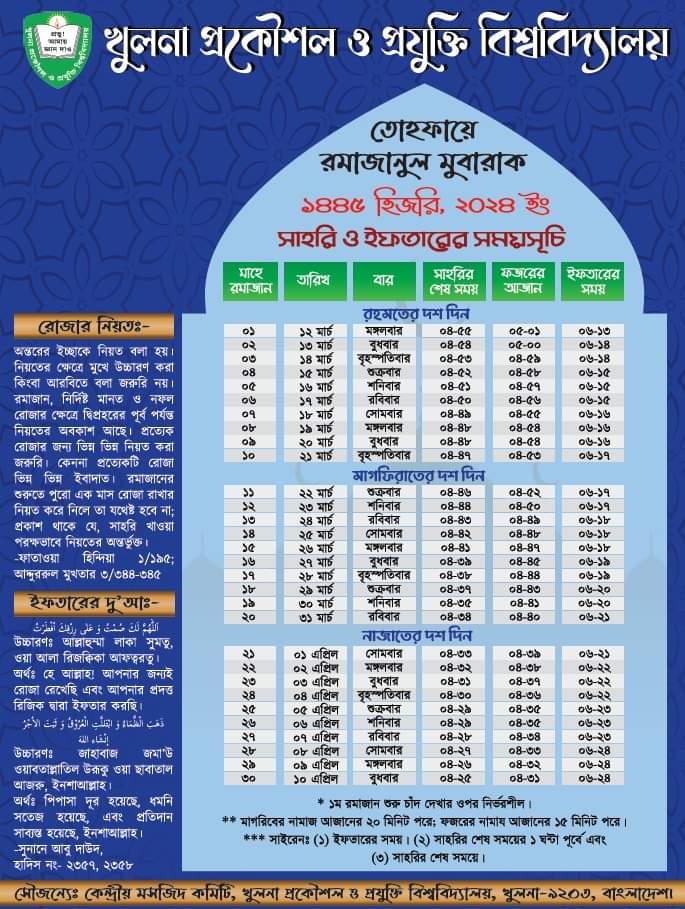 খুলনা প্রকৌশল ও প্রযুক্তি বিশ্ববিদ্যালয়
প্রভু!
আমায়
জ্ঞান দাও
খুলনা প্রকৌশল ও প্রযুক্তি বিশ্ববিদ্যালয়
তোহফায়ে
রমাজানুল মুবারাক
১৪৪৫ হিজরি, ২০২৪ ইং
সাহরি ও ইফতারের সময়সূচি
রোজার নিয়তঃ-
অন্তরের ইচ্ছাকে নিয়ত বলা হয়।
নিয়তের ক্ষেত্রে মুখে উচ্চারণ করা
কিংবা আরবিতে বলা জরুরি নয়।
রমাজান, নির্দিষ্ট মানত ও নফল
রোজার ক্ষেত্রে দ্বিপ্রহরের পূর্ব পর্যন্ত
নিয়তের অবকাশ আছে। প্রত্যেক
রোজার জন্য ভিন্ন ভিন্ন নিয়ত করা
জরুরি। কেননা প্রত্যেকটি রোজা
ভিন্ন ভিন্ন ইবাদাত। রমাজানের
শুরুতে পুরো এক মাস রোজা রাখার
নিয়ত করে নিলে তা যথেষ্ট হবে না;
প্রকাশ থাকে যে, সাহরি খাওয়া
পরক্ষভাবে নিয়তের অন্তর্ভুক্ত।
-ফাতাওয়া হিন্দিয়া ১/১৯৫;
আদ্দুররুল মুখতার ৩/৩৪৪-৩৪৫
ইফতারের দু'আঃ-
اَللّٰهُمَّ لَكَ صُمْتُ وَ عَلٰى رِزْقِكَ اَفْطَرْتُ
উচ্চারণঃ আল্লাহুম্মা লাকা সুমতু,
ওয়া আলা রিজক্বিকা আফত্বরতু।
অর্থঃ হে আল্লাহ! আপনার জন্যই
রোজা রেখেছি এবং আপনার প্রদত্ত
রিজিক দ্বারা ইফতার করছি।
ذَهَبَ الظَّمَاءُ وَ ابْتَلَّتِ الْعُرُوْقُ وَ ثَبَتَ الْاَجْرُ
اِنْشَاءَ الله
উচ্চারণঃ জাহাবাজ জমা'উ
ওয়াবতাল্লাতিল উরূকু ওয়া ছাবাতাল
আজরু, ইনশাআল্লাহ।
অর্থঃ পিপাসা দূর হয়েছে, ধমনি
সতেজ হয়েছে, এবং প্রতিদান
সাব্যস্ত হয়েছে, ইনশাআল্লাহ।
-সুনানে আবু দাউদ,
হাদিস নং- ২৩৫৭, ২৩৫৮
মাহে রমাজান তারিখ বার সাহরির শেষ সময় ফজরের আজান ইফতারের সময়
রহমতের দশ দিন
০১ ১২ মার্চ মঙ্গলবার ০৪-৫৫ ০৫-০১ ০৬-১৩
০২ ১৩ মার্চ বুধবার ০৪-৫৪ ০৫-০০ ০৬-১৪
০৩ ১৪ মার্চ বৃহস্পতিবার ০৪-৫৩ ০৪-৫৯ ০৬-১৪
০৪ ১৫ মার্চ শুক্রবার ০৪-৫২ ০৪-৫৮ ০৬-১৫
০৫ ১৬ মার্চ শনিবার ০৪-৫১ ০৪-৫৭ ০৬-১৫
০৬ ১৭ মার্চ রবিবার ০৪-৫০ ০৪-৫৬ ০৬-১৫
০৭ ১৮ মার্চ সোমবার ০৪-৪৯ ০৪-৫৫ ০৬-১৬
০৮ ১৯ মার্চ মঙ্গলবার ০৪-৪৮ ০৪-৫৪ ০৬-১৬
০৯ ২০ মার্চ বুধবার ০৪-৪৮ ০৪-৫৪ ০৬-১৬
১০ ২১ মার্চ বৃহস্পতিবার ০৪-৪৭ ০৪-৫৩ ০৬-১৭
মাগফিরাতের দশ দিন
১১ ২২ মার্চ শুক্রবার ০৪-৪৬ ০৪-৫২ ০৬-১৭
১২ ২৩ মার্চ শনিবার ০৪-৪৪ ০৪-৫০ ০৬-১৭
১৩ ২৪ মার্চ রবিবার ০৪-৪৩ ০৪-৪৯ ০৬-১৮
১৪ ২৫ মার্চ সোমবার ০৪-৪২ ০৪-৪৮ ০৬-১৮
১৫ ২৬ মার্চ মঙ্গলবার ০৪-৪১ ০৪-৪৭ ০৬-১৮
১৬ ২৭ মার্চ বুধবার ০৪-৩৯ ০৪-৪৫ ০৬-১৯
১৭ ২৮ মার্চ বৃহস্পতিবার ০৪-৩৮ ০৪-৪৪ ০৬-১৯
১৮ ২৯ মার্চ শুক্রবার ০৪-৩৭ ০৪-৪৩ ০৬-২০
১৯ ৩০ মার্চ শনিবার ০৪-৩৫ ০৪-৪১ ০৬-২০
২০ ৩১ মার্চ রবিবার ০৪-৩৪ ০৪-৪০ ০৬-২১
নাজাতের দশ দিন
২১ ০১ এপ্রিল সোমবার ০৪-৩৩ ০৪-৩৯ ০৬-২১
২২ ০২ এপ্রিল মঙ্গলবার ০৪-৩২ ০৪-৩৮ ০৬-২২
২৩ ০৩ এপ্রিল বুধবার ০৪-৩১ ০৪-৩৭ ০৬-২২
২৪ ০৪ এপ্রিল বৃহস্পতিবার ০৪-৩০ ০৪-৩৬ ০৬-২২
২৫ ০৫ এপ্রিল শুক্রবার ০৪-২৯ ০৪-৩৫ ০৬-২৩
২৬ ০৬ এপ্রিল শনিবার ০৪-২৯ ০৪-৩৫ ০৬-২৩
২৭ ০৭ এপ্রিল রবিবার ০৪-২৮ ০৪-৩৪ ০৬-২৩
২৮ ০৮ এপ্রিল সোমবার ০৪-২৭ ০৪-৩৩ ০৬-২৪
২৯ ০৯ এপ্রিল মঙ্গলবার ০৪-২৬ ০৪-৩২ ০৬-২৪
৩০ ১০ এপ্রিল বুধবার ০৪-২৫ ০৪-৩১ ০৬-২৪
* ১ম রমাজান শুরু চাঁদ দেখার ওপর নির্ভরশীল।
** মাগরিবের নামাজ আজানের ২০ মিনিট পরে; ফজরের নামায আজানের ১৫ মিনিট পরে।
*** সাইরেনঃ (১) ইফতারের সময়। (২) সাহরির শেষ সময়ের ১ ঘন্টা পূর্বে এবং
(৩) সাহরির শেষ সময়ে।
সৌজন্যেঃ কেন্দ্রীয় মসজিদ কমিটি, খুলনা প্রকৌশল ও প্রযুক্তি বিশ্ববিদ্যালয়, খুলনা-৯২০৩, বাংলাদেশ।